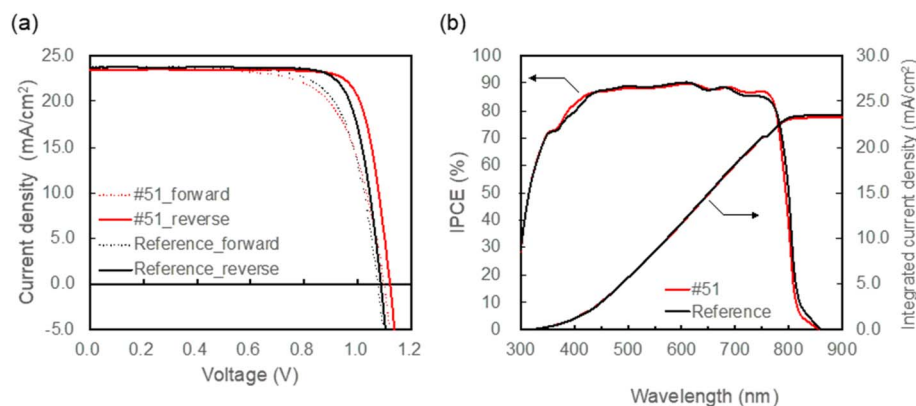 (a)
25.0
20.0
15.0
10.0
5.0
0.0
-5.0
Current density (mA/cm2)
#51_forward
#51_reverse
Reference_forward
Reference_reverse
0.0 0.2 0.4 0.6 0.8 1.0 1.2
Voltage (V)
(b)
100
90
80
70
60
50
40
30
20
10
0
IPCE (%)
#51
Reference
30.0
25.0
20.0
15.0
10.0
5.0
0.0
Integrated current density (mA/cm2)
300 400 500 600 700 800 900
Wavelength (nm)